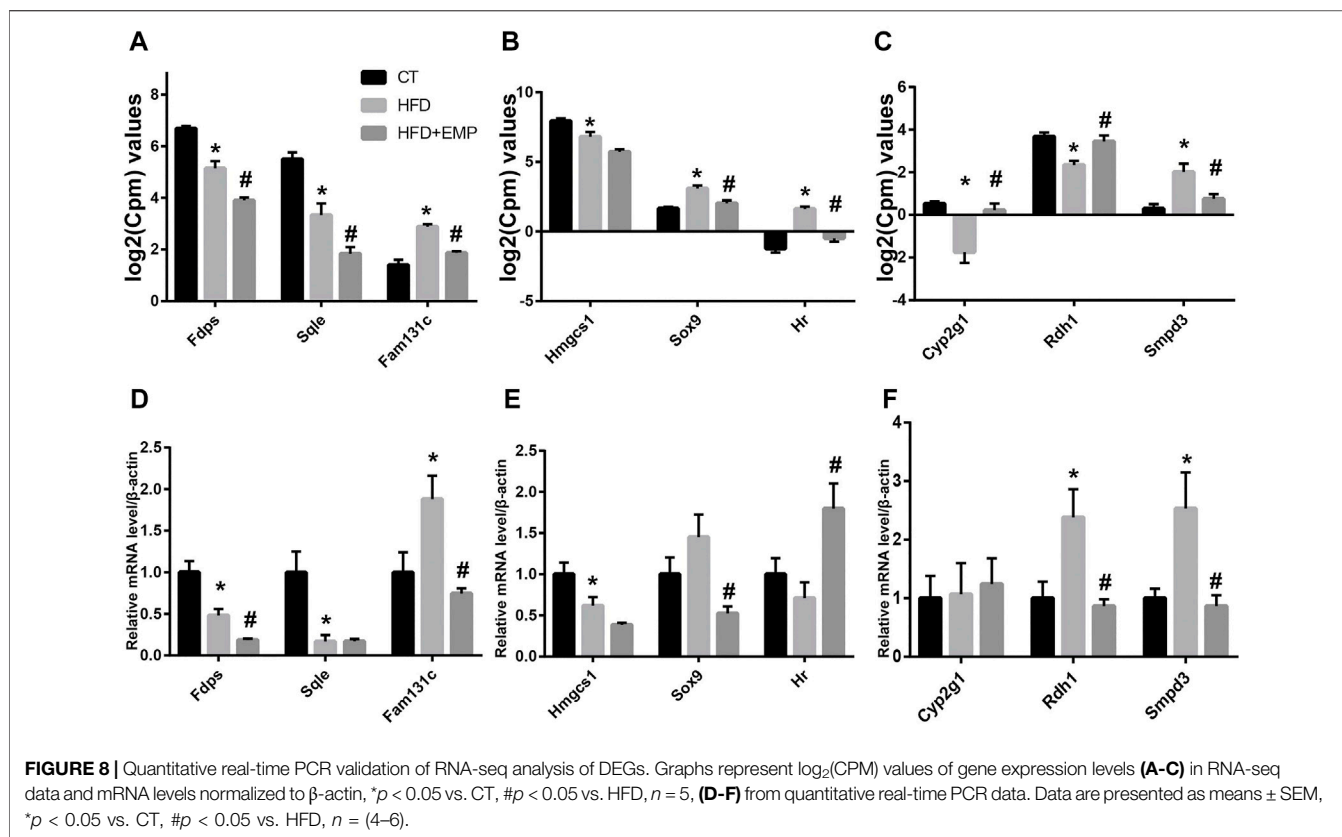 A
B
C
CT
HFD
HFD+EMP
log2(Cpm) values
8
6
4
2
0
* # * # * #
Fdps Sqle Fam131c
log2(Cpm) values
10
5
0
-5
* * # * #
Hmgcs1 Sox9 Hr
log2(Cpm) values
6
4
2
0
-2
-4
* # * # * #
Cyp2g1 Rdh1 Smpd3
D
E
F
Relative mRNA level/β-actin
2.5
2.0
1.5
1.0
0.5
0.0
* # * * #
Fdps Sqle Fam131c
Relative mRNA level/β-actin
2.5
2.0
1.5
1.0
0.5
0.0
* # #
Hmgcs1 Sox9 Hr
Relative mRNA level/β-actin
4
3
2
1
0
* # * #
Cyp2g1 Rdh1 Smpd3
FIGURE 8 | Quantitative real-time PCR validation of RNA-seq analysis of DEGs. Graphs represent log2(CPM) values of gene expression levels (A-C) in RNA-seq
data and mRNA levels normalized to β-actin, *p < 0.05 vs. CT, #p < 0.05 vs. HFD, n = 5, (D-F) from quantitative real-time PCR data. Data are presented as means ± SEM,
*p < 0.05 vs. CT, #p < 0.05 vs. HFD, n = (4–6).